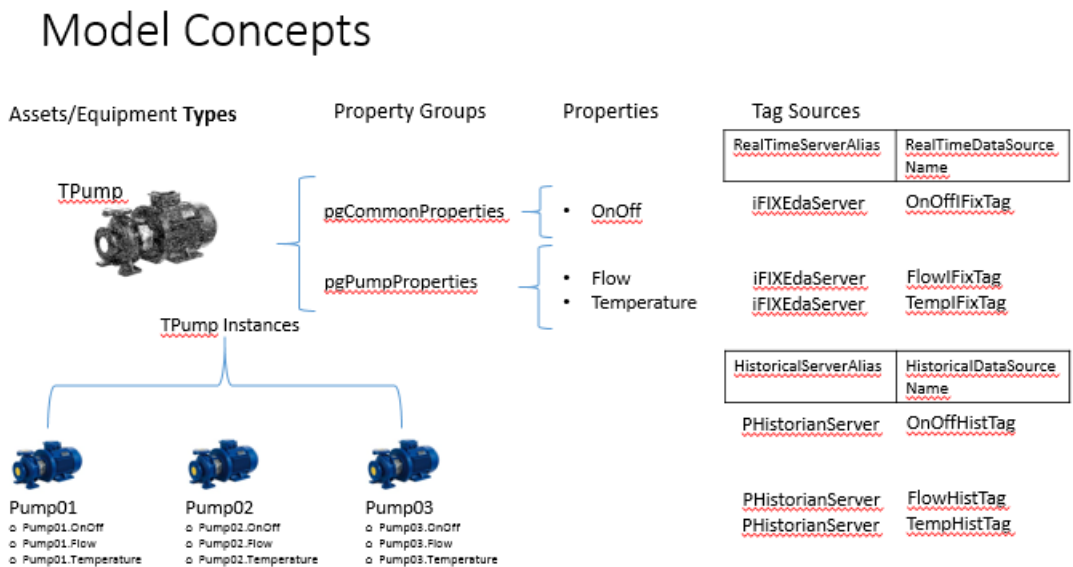 Model Concepts
Assets/Equipment Types
Property Groups
Properties
Tag Sources
RealTimeServerAlias
RealTimeDataSource
Name
TPump
pgCommonProperties
• OnOff
iFIXEdaServer
OnOffIFixTag
pgPumpProperties
• Flow
• Temperature
iFIXEdaServer
FlowIFixTag
iFIXEdaServer
TempIFixTag
TPump Instances
HistoricalServerAlias
HistoricalDataSource
Name
PHistorianServer
OnOffHistTag
PHistorianServer
FlowHistTag
PHistorianServer
TempHistTag
Pump01
o Pump01.OnOff
o Pump01.Flow
o Pump01.Temperature
Pump02
o Pump02.OnOff
o Pump02.Flow
o Pump02.Temperature
Pump03
o Pump03.OnOff
o Pump03.Flow
o Pump03.Temperature